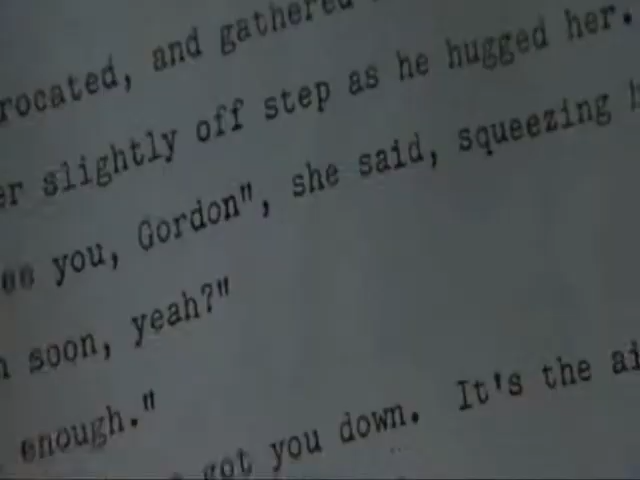 rocated, and gathered
er slightly off step as he hugged her.
ee you, Gordon", she said, squeezing
soon, yeah?"
enough."
got you down. It's the ai